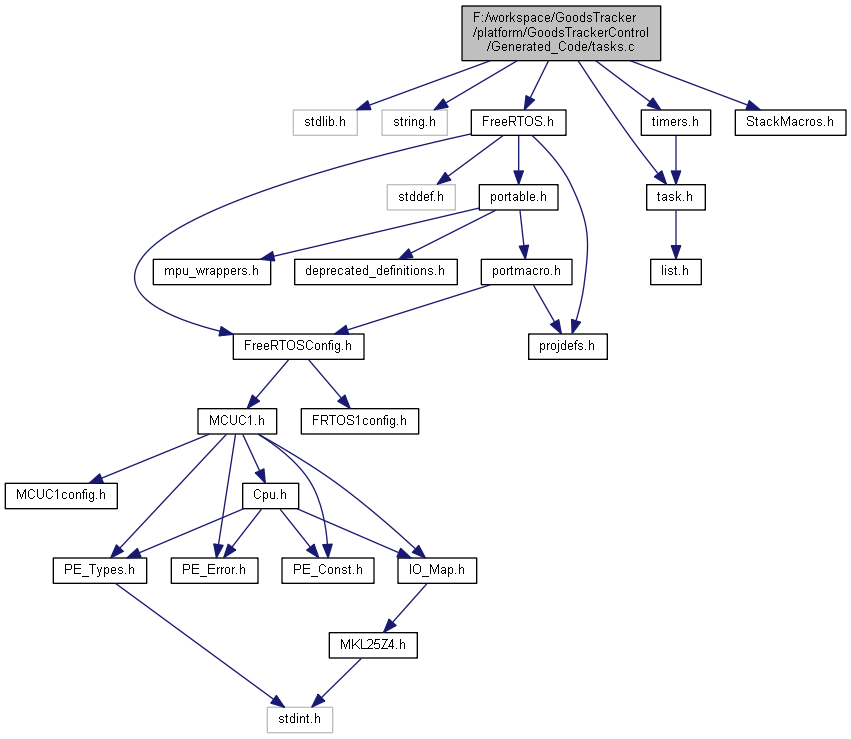 F:/workspace/GoodsTracker
/platform/GoodsTrackerControl
/Generated_Code/tasks.c
stdlib.h
string.h
FreeRTOS.h
timers.h
StackMacros.h
stddef.h
portable.h
task.h
mpu_wrappers.h
deprecated_definitions.h
portmacro.h
list.h
FreeRTOSConfig.h
projdefs.h
MCUC1.h
FRTOS1config.h
MCUC1config.h
Cpu.h
PE_Types.h
PE_Error.h
PE_Const.h
IO_Map.h
MKL25Z4.h
stdint.h